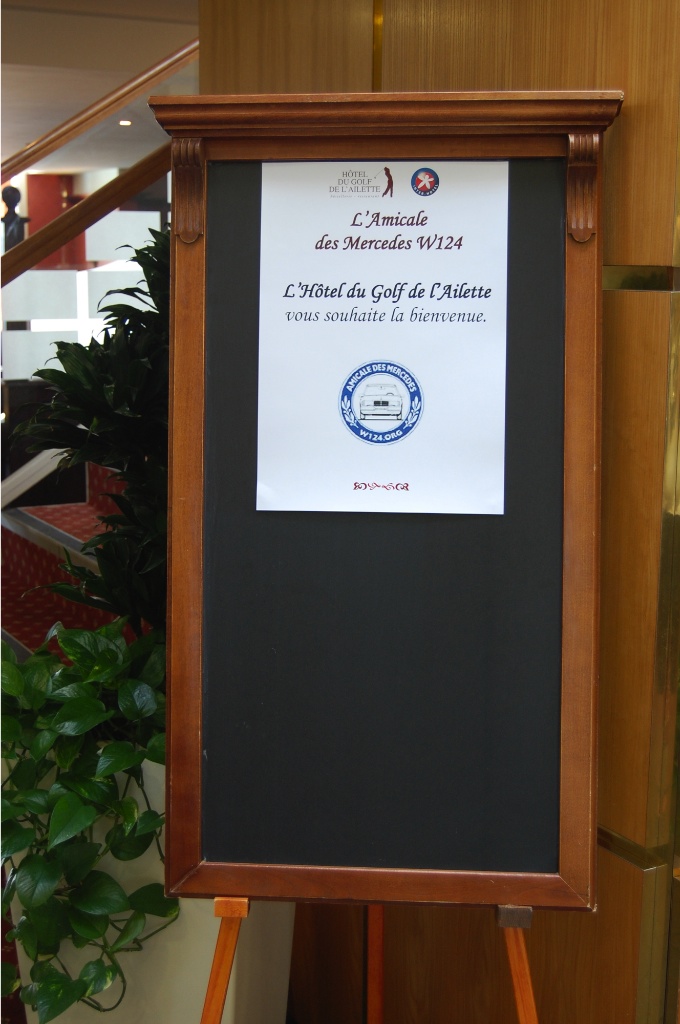 HÔTEL
DU GOLF
DE L'AILETTE
L'Amicale
des Mercedes W124
L'Hôtel du Golf de l'Ailette
vous souhaite la bienvenue.
AMICALE DES MERCEDES
W124.ORG